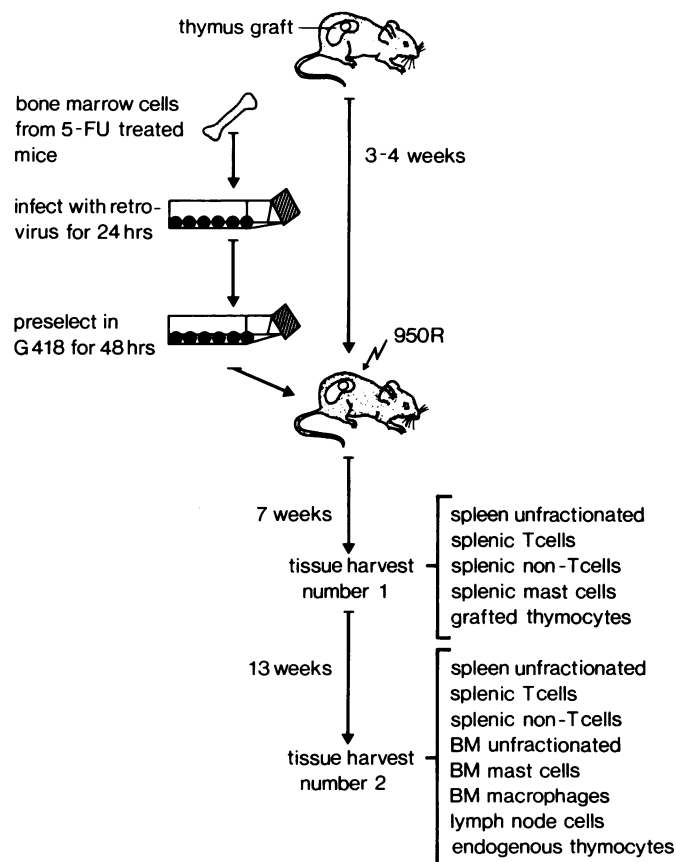 thymus graft
bone marrow cells
from 5-FU treated
mice
3-4 weeks
infect with retro-
virus for 24 hrs
preselect in
G418 for 48 hrs
950R
7 weeks
tissue harvest
number 1
spleen unfractionated
splenic Tcells
splenic non-Tcells
splenic mast cells
grafted thymocytes
13 weeks
tissue harvest
number 2
spleen unfractionated
splenic Tcells
splenic non-Tcells
BM unfractionated
BM mast cells
BM macrophages
lymph node cells
endogenous thymocytes